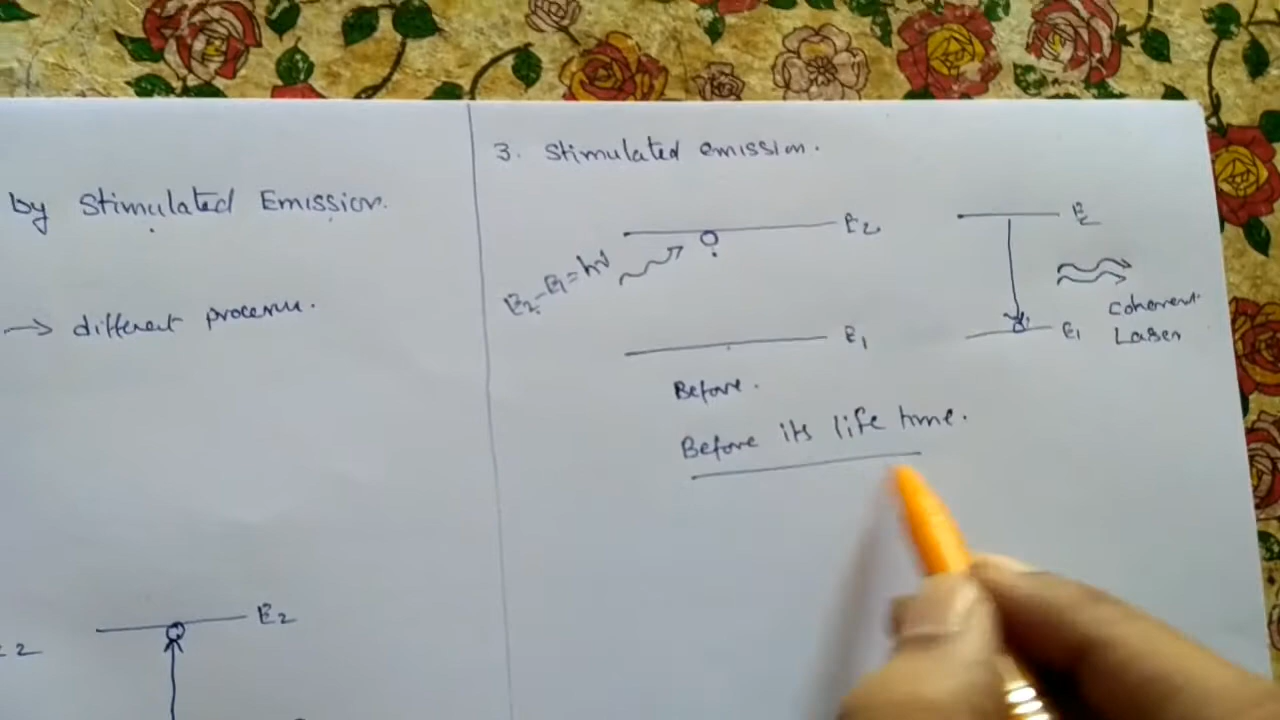 by Stimulated Emission.
→ different process.
E2
3. Stimulated emission.
E2
E2-E1=hν
E1
Before.
Before its life time.
E2
E1
Coherent
Laser